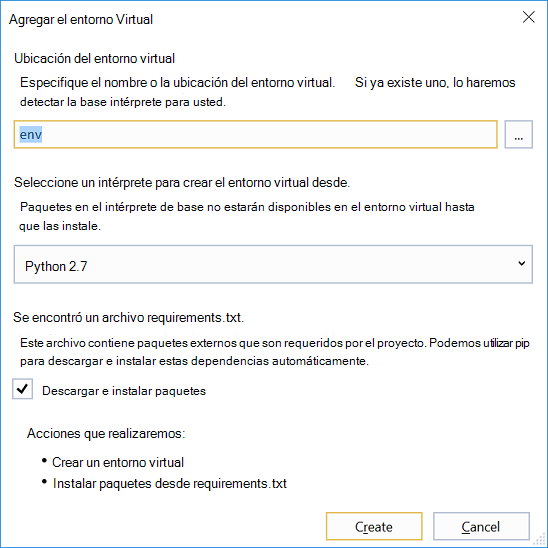 Agregar el entorno Virtual
Ubicación del entorno virtual
Especifique el nombre o la ubicación del entorno virtual. Si ya existe uno, lo haremos
detectar la base intérprete para usted.
env
...
Seleccione un intérprete para crear el entorno virtual desde.
Paquetes en el intérprete de base no estarán disponibles en el entorno virtual hasta
que las instale.
Python 2.7
Se encontró un archivo requirements.txt.
Este archivo contiene paquetes externos que son requeridos por el proyecto. Podemos utilizar pip
para descargar e instalar estas dependencias automáticamente.
Descargar e instalar paquetes
Acciones que realizaremos:
• Crear un entorno virtual
• Instalar paquetes desde requirements.txt
Create Cancel